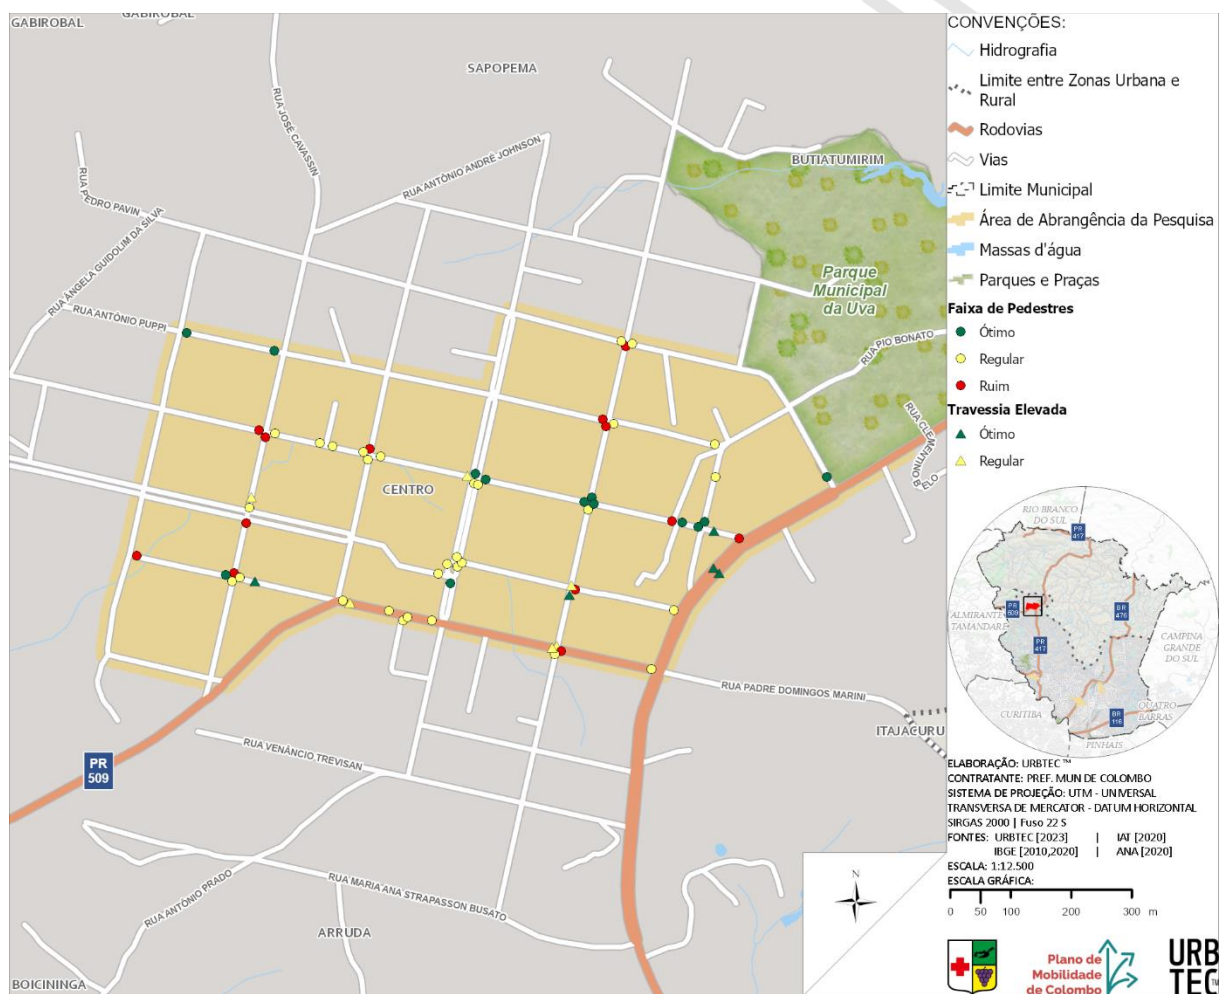 GABIROBAL
GABIROBAL
SAPOPEMA
RUA JOSÉ CAVASSIN
RUA ANTÔNIO ANDRÉ JOHNSON
BUTIATUMIRIM
RUA PEDRO PAVIN
RUA ÂNGELA GUIDOLIM DA SILVA
RUA ANTÔNIO PUPPI
Parque
Municipal
da Uva
RUA PIO BONATO
RUA CLEMENTINO
BELO
CENTRO
RUA PADRE DOMINGOS MARINI
ITAJACURU
RUA VENÂNCIO TREVISAN
PR
509
RUA MARIA ANA STRAPASSON BUSATO
RUA ANTÔNIO PRADO
ARRUDA
BOICININGA
N
CONVENÇÕES:
Hidrografia
Limite entre Zonas Urbana e
Rural
Rodovias
Vias
Limite Municipal
Área de Abrangência da Pesquisa
Massas d'água
Parques e Praças
Faixa de Pedestres
Ótimo
Regular
Ruim
Travessia Elevada
Ótimo
Regular
RIO BRANCO
DO SUL
PR
417
PR
509
ALMIRANTE
TAMANDARÉ
BR
476
CAMPINA
GRANDE
DO SUL
PR
417
CURITIBA
QUATRO
BARRAS
BR
116
PINHAIS
ELABORAÇÃO: URBTEC™
CONTRATANTE: PREF. MUN DE COLOMBO
SISTEMA DE PROJEÇÃO: UTM - UNIVERSAL
TRANSVERSA DE MERCATOR - DATUM HORIZONTAL
SIRGAS 2000 | Fuso 22 S
FONTES: URBTEC [2023] | IAT [2020]
IBGE [2010,2020] | ANA [2020]
ESCALA: 1:12.500
ESCALA GRÁFICA:
0 50 100 200 300 m
Plano de
Mobilidade
de Colombo
URB
TEC™